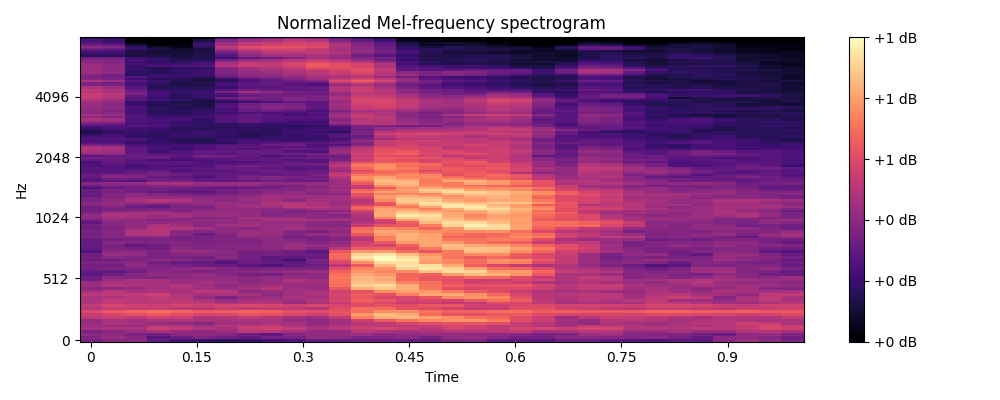 Normalized Mel-frequency spectrogram
Hz
4096
2048
1024
512
0
0 0.15 0.3 0.45 0.6 0.75 0.9
Time
+1 dB
+1 dB
+1 dB
+0 dB
+0 dB
+0 dB